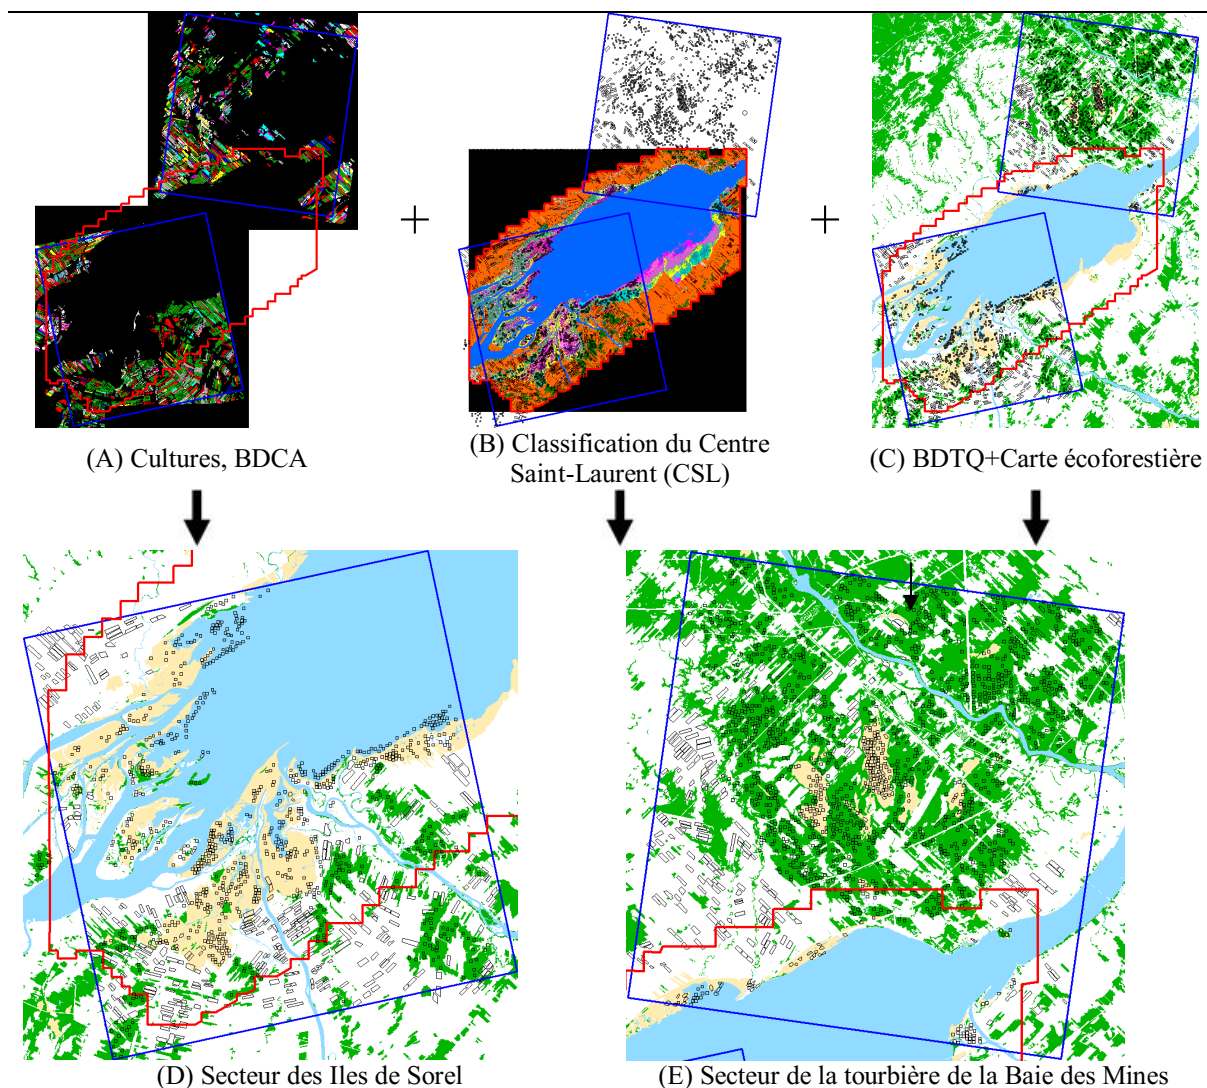 (A) Cultures, BDCA
(B) Classification du Centre
Saint-Laurent (CSL)
(C) BDTQ+Carte écoforestière
(D) Secteur des Iles de Sorel
(E) Secteur de la tourbière de la Baie des Mines